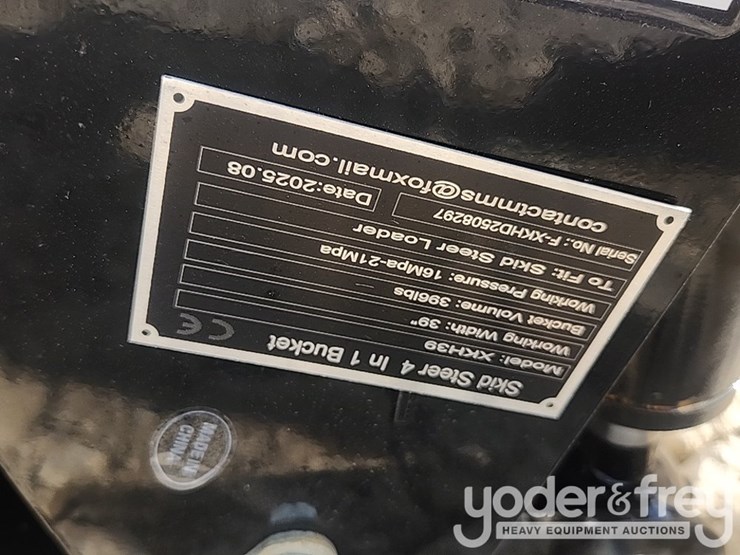 Skid Steer 4 In 1 Bucket
Model: XKH39
Working Width: 39"
Bucket Volume: 396lbs
Working Pressure: 16Mpa-21Mpa
To Fit: Skid Steer Loader
Serial No.: F-XKHD2508297
Date:2025.08
contactmms@foxmail.com
CE
MADE IN
CHINA
yoder&frey
HEAVY EQUIPMENT AUCTIONS